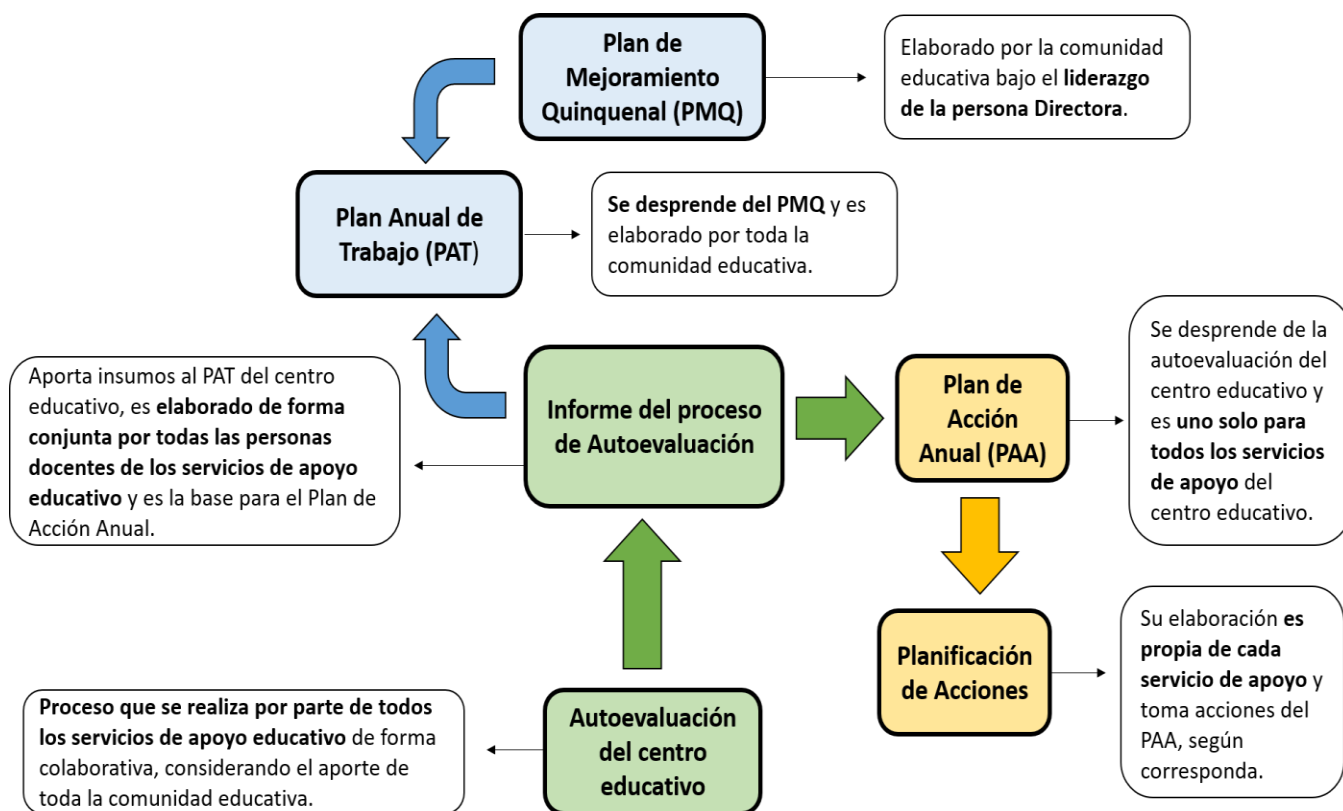 Plan de
Mejoramiento
Quinquenal (PMQ)
Elaborado por la comunidad
educativa bajo el liderazgo
de la persona Directora.
Plan Anual de
Trabajo (PAT)
Se desprende del PMQ y es
elaborado por toda la
comunidad educativa.
Aporta insumos al PAT del centro
educativo, es elaborado de forma
conjunta por todas las personas
docentes de los servicios de apoyo
educativo y es la base para el Plan de
Acción Anual.
Informe del proceso
de Autoevaluación
Plan de
Acción
Anual (PAA)
Se desprende de la
autoevaluación del
centro educativo y
es uno solo para
todos los servicios
de apoyo del
centro educativo.
Proceso que se realiza por parte de todos
los servicios de apoyo educativo de forma
colaborativa, considerando el aporte de
toda la comunidad educativa.
Autoevaluación
del centro
educativo
Planificación
de Acciones
Su elaboración es
propia de cada
servicio de apoyo y
toma acciones del
PAA, según
corresponda.